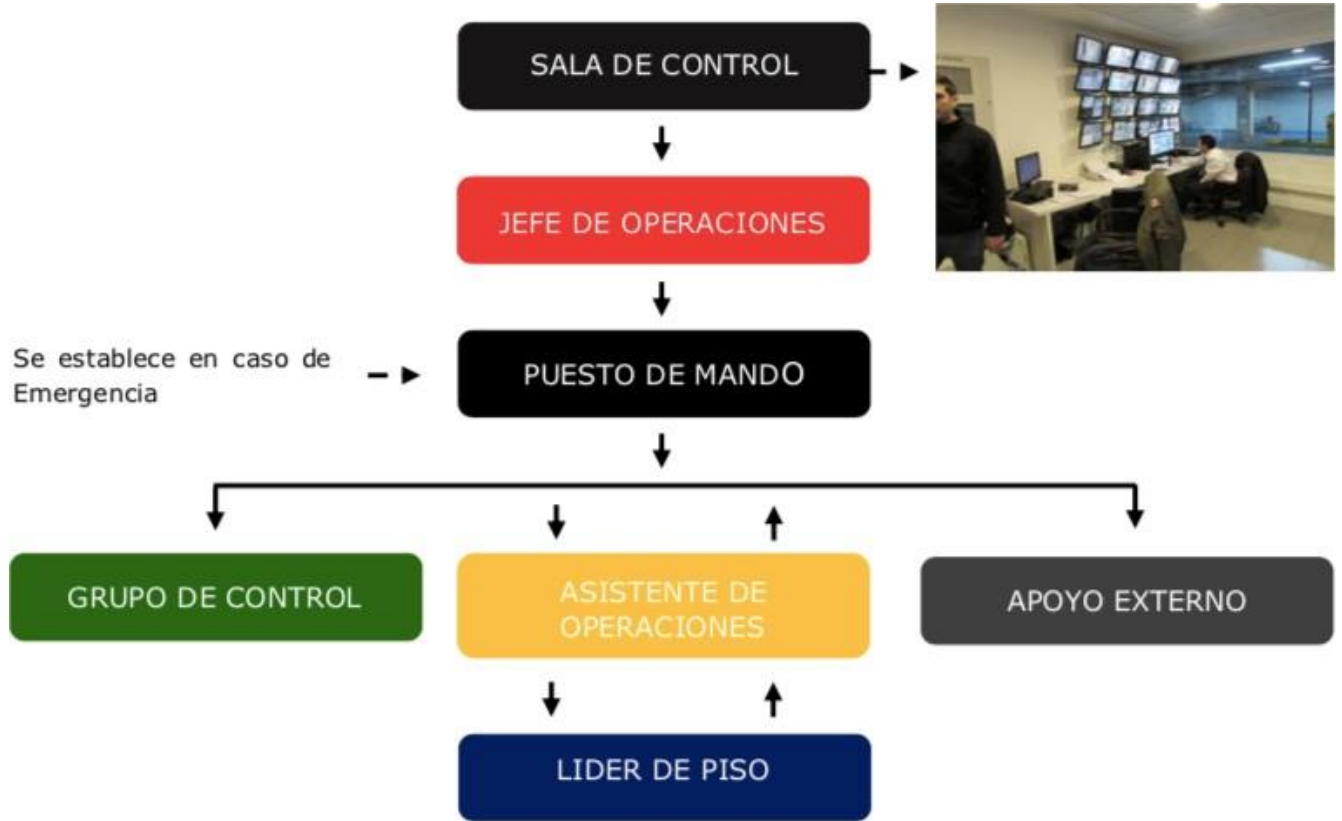 SALA DE CONTROL
JEFE DE OPERACIONES
Se establece en caso de
Emergencia
PUESTO DE MANDO
GRUPO DE CONTROL
ASISTENTE DE
OPERACIONES
APOYO EXTERNO
LIDER DE PISO